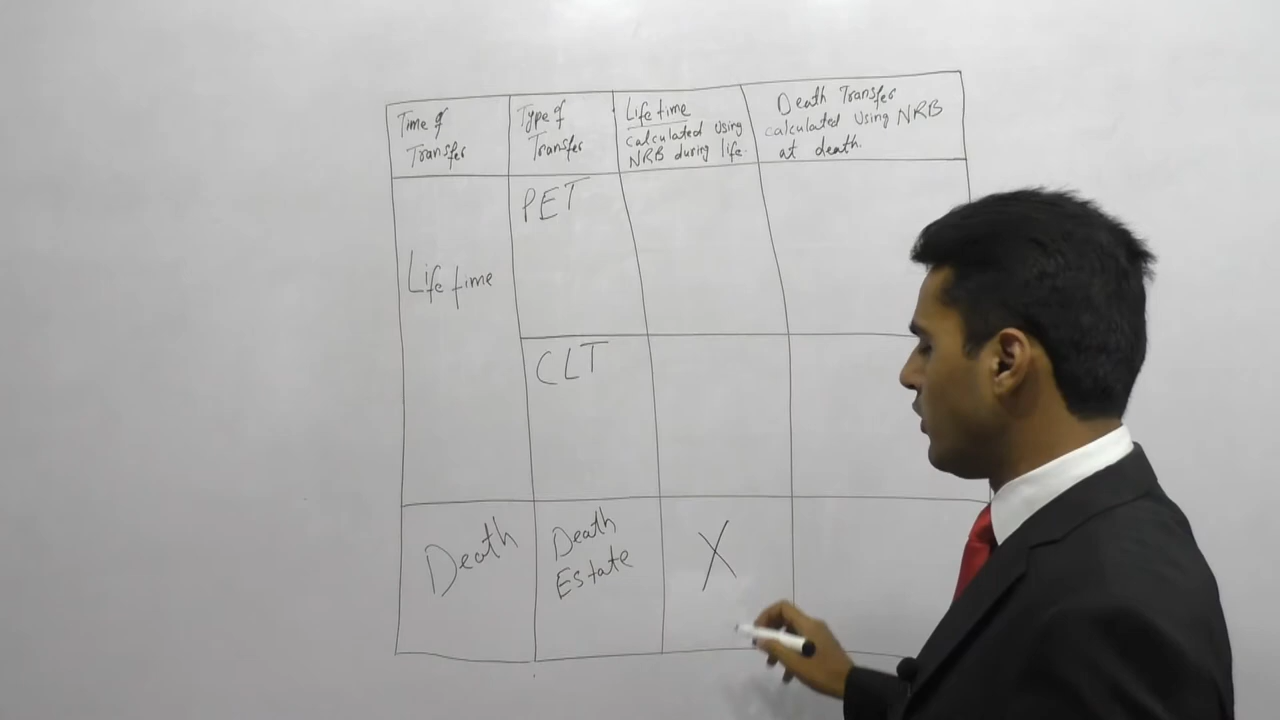 Time of
Transfer
Type of
Transfer
Lifetime
calculated using
NRB during life.
Death Transfer
calculated using NRB
at death.
Lifetime
PET
CLT
Death
Death
Estate
X